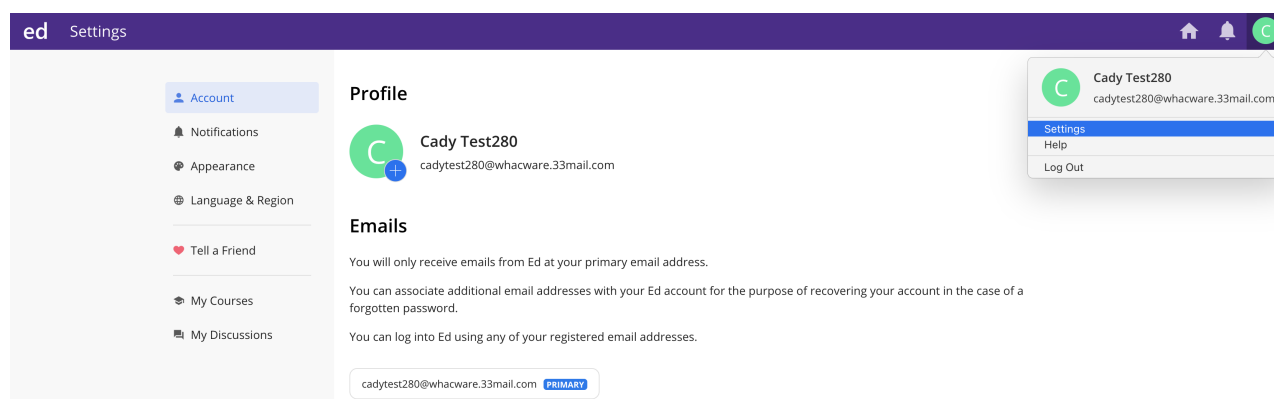 ed Settings
C
C
Cady Test280
cadytest280@whacware.33mail.com
Settings
Help
Log Out
Account
Notifications
Appearance
Language & Region
Tell a Friend
My Courses
My Discussions
Profile
C
Cady Test280
cadytest280@whacware.33mail.com
Emails
You will only receive emails from Ed at your primary email address.
You can associate additional email addresses with your Ed account for the purpose of recovering your account in the case of a
forgotten password.
You can log into Ed using any of your registered email addresses.
cadytest280@whacware.33mail.com PRIMARY